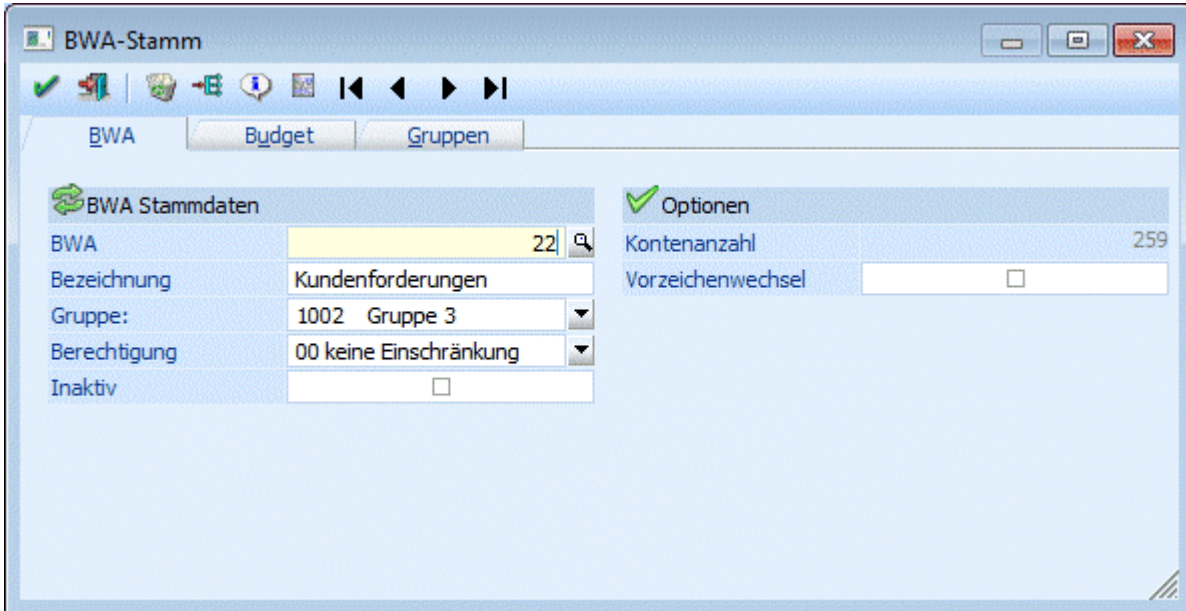 BWA-Stamm
BWA Budget Gruppen
BWA Stammdaten
BWA 22
Bezeichnung Kundenforderungen
Gruppe: 1002 Gruppe 3
Berechtigung 00 keine Einschränkung
Inaktiv
Optionen
Kontenanzahl 259
Vorzeichenwechsel